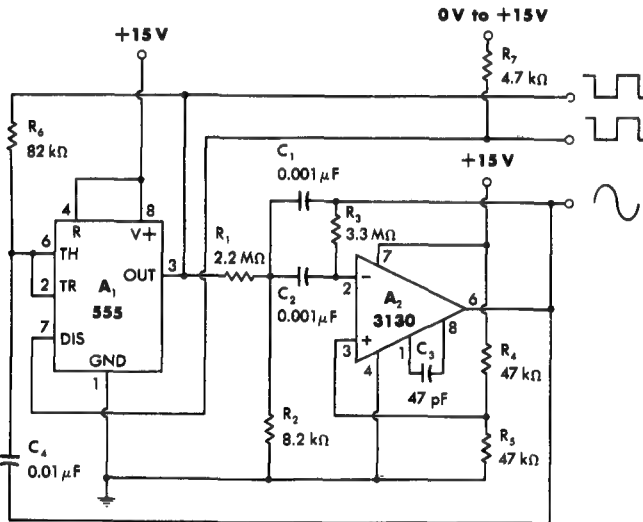 0V to +15V
+15V
R7
4.7 kΩ
R6
82 kΩ
C1
0.001 µF
+15V
4
R
8
V+
6
TH
R1
2.2 MΩ
R3
3.3 MΩ
7
OUT
3
2
TR
A1
555
C2
0.001 µF
2
−
A2
3130
6
7
DIS
3
+
1
8
GND
1
4
C3
47 pF
R4
47 kΩ
R2
8.2 kΩ
R5
47 kΩ
C4
0.01 µF